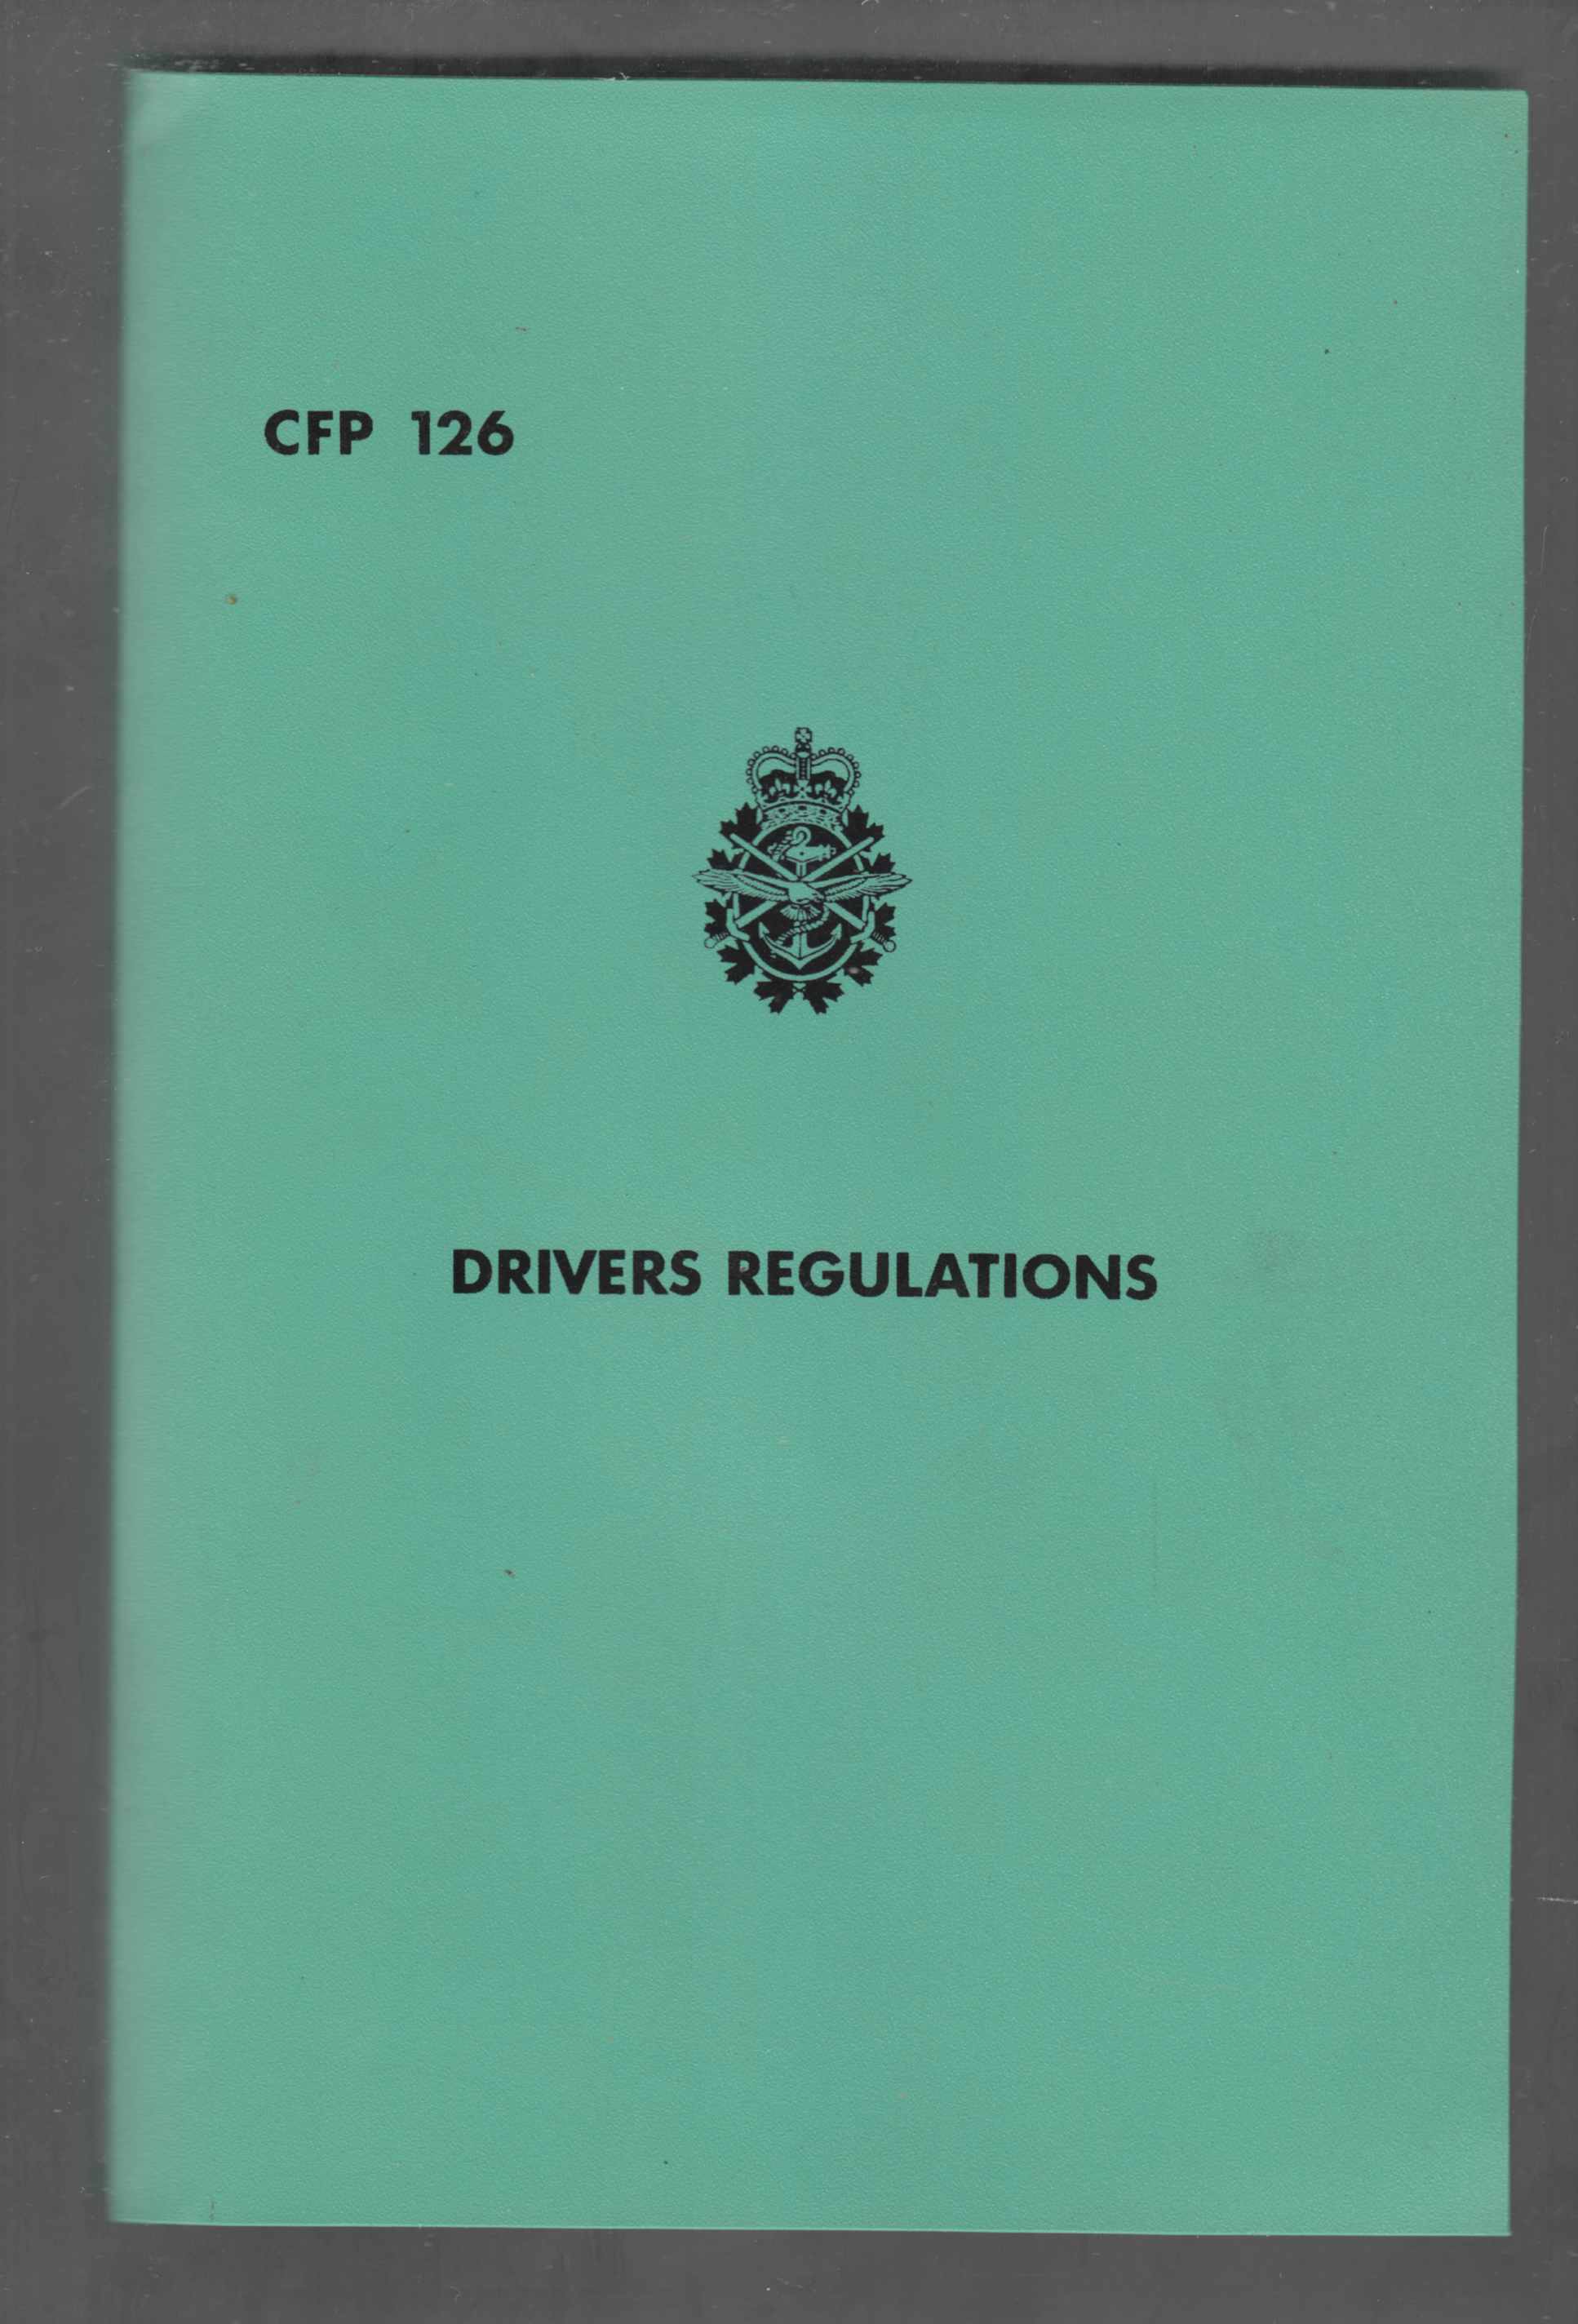 CFP 126
DRIVERS REGULATIONS